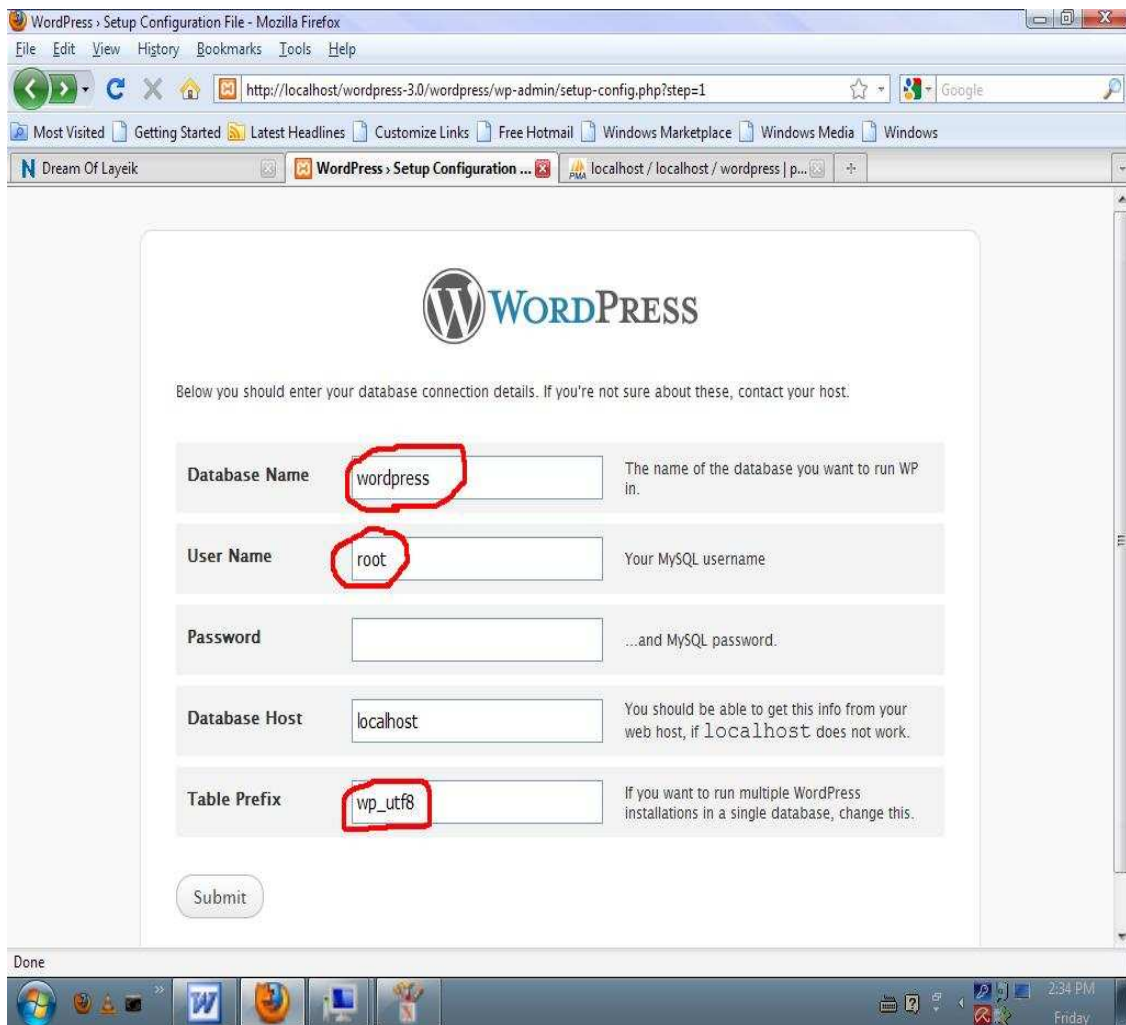 WordPress › Setup Configuration File - Mozilla Firefox
File Edit View History Bookmarks Tools Help
http://localhost/wordpress-3.0/wordpress/wp-admin/setup-config.php?step=1 Google
Most Visited Getting Started Latest Headlines Customize Links Free Hotmail Windows Marketplace Windows Media Windows
Dream Of Layeik WordPress › Setup Configuration ... PMA localhost / localhost / wordpress | p...
WORDPRESS
Below you should enter your database connection details. If you're not sure about these, contact your host.
Database Name wordpress The name of the database you want to run WP
in.
User Name root Your MySQL username
Password ...and MySQL password.
Database Host localhost You should be able to get this info from your
web host, if localhost does not work.
Table Prefix wp_utf8 If you want to run multiple WordPress
installations in a single database, change this.
Submit
Done
2:34 PM
Friday